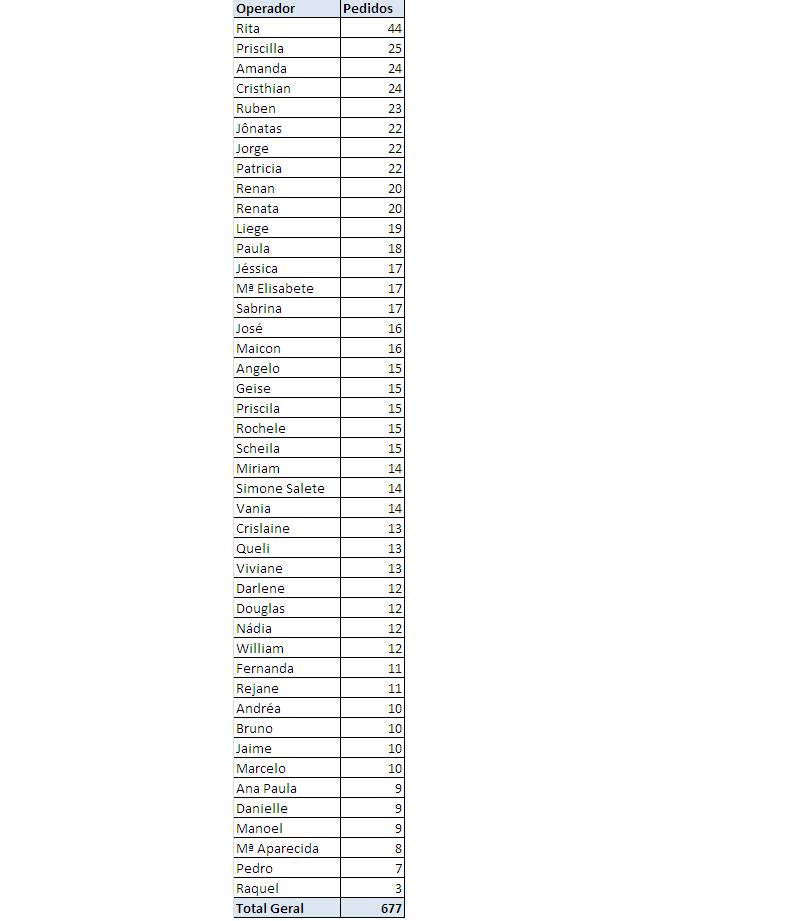 Operador Pedidos
Rita 44
Priscilla 25
Amanda 24
Cristhian 24
Ruben 23
Jônatas 22
Jorge 22
Patricia 22
Renan 20
Renata 20
Liege 19
Paula 18
Jéssica 17
Mª Elisabete 17
Sabrina 17
José 16
Maicon 16
Angelo 15
Geise 15
Priscila 15
Rochele 15
Scheila 15
Miriam 14
Simone Salete 14
Vania 14
Crislaine 13
Queli 13
Viviane 13
Darlene 12
Douglas 12
Nádia 12
William 12
Fernanda 11
Rejane 11
Andréa 10
Bruno 10
Jaime 10
Marcelo 10
Ana Paula 9
Danielle 9
Manoel 9
Mª Aparecida 8
Pedro 7
Raquel 3
Total Geral 677